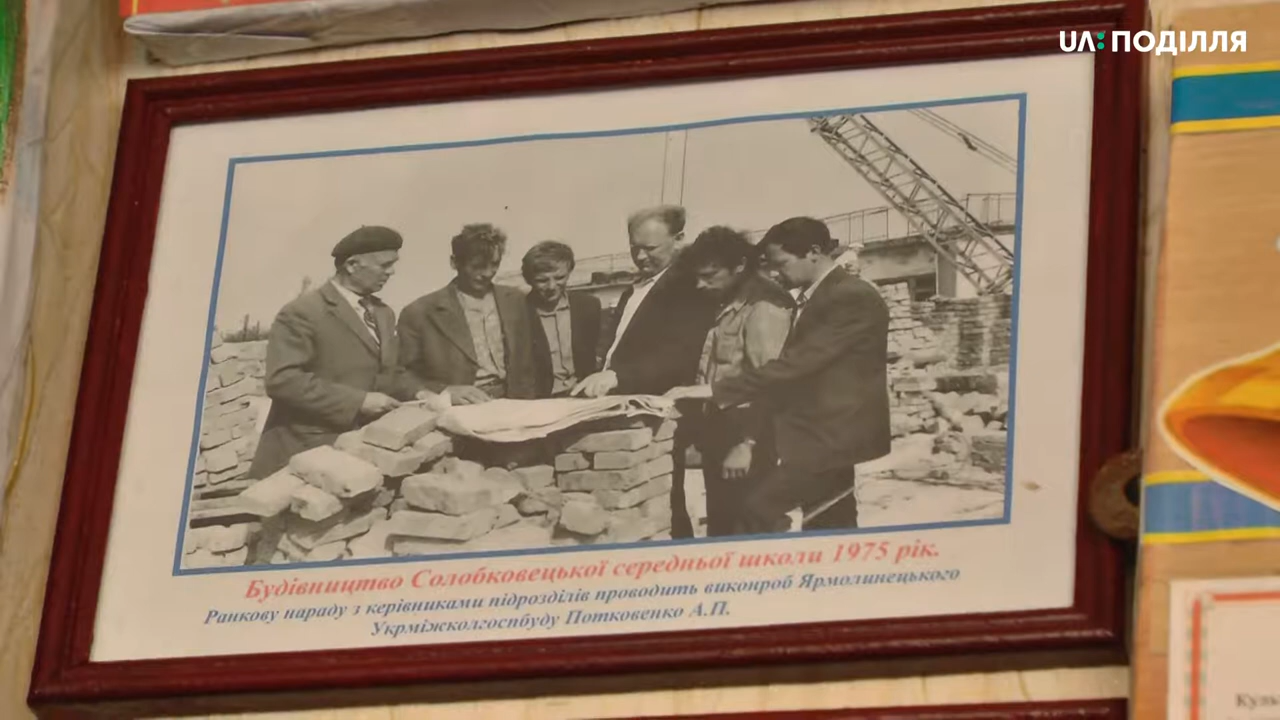 UA:ПОДІЛЛЯ
Будівництво Солобковецької середньої школи 1975 рік.
Ранкову нараду з керівниками підрозділів проводить виконроб Ярмолинецького
Укрміжколгоспбуду Потковенко А.П.